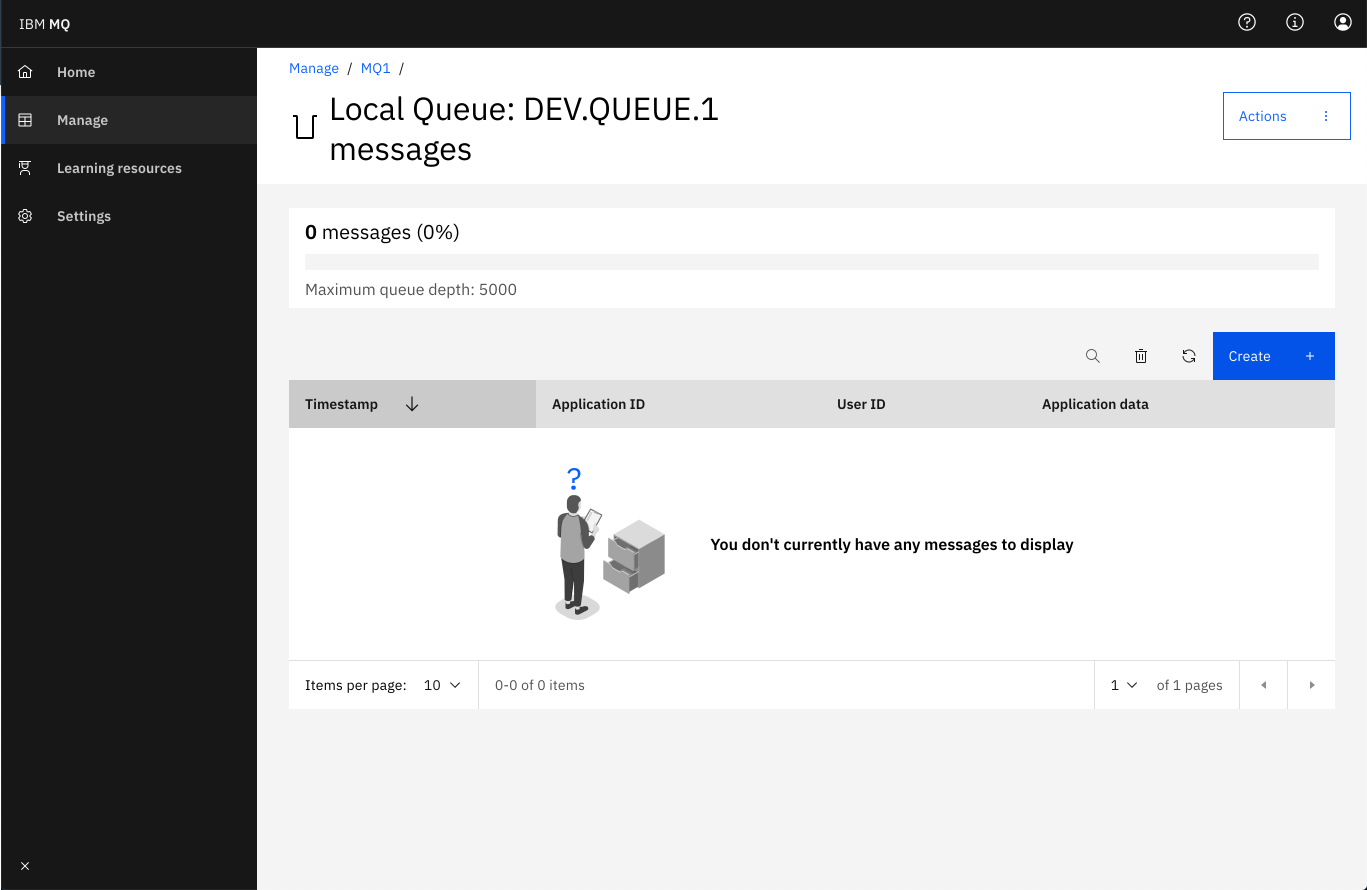 IBM MQ
Home
Manage
Learning resources
Settings
Manage / MQ1 /
Local Queue: DEV.QUEUE.1
messages
Actions
0 messages (0%)
Maximum queue depth: 5000
Create +
Timestamp Application ID User ID Application data
?
You don't currently have any messages to display
Items per page: 10 0-0 of 0 items 1 of 1 pages